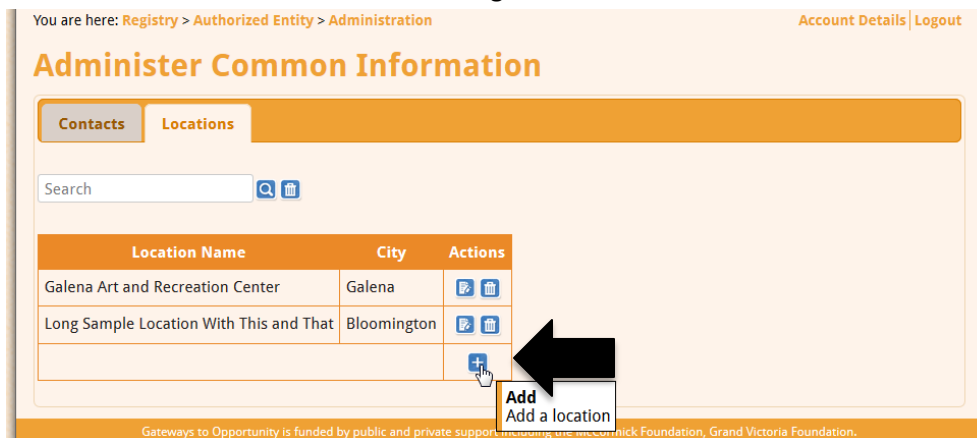 You are here: Registry > Authorized Entity > Administration Account Details | Logout
Administer Common Information
Contacts Locations
Search
Location Name City Actions
Galena Art and Recreation Center Galena
Long Sample Location With This and That Bloomington
Add
Add a location
Gateways to Opportunity is funded by public and private support including the McCormick Foundation, Grand Victoria Foundation.